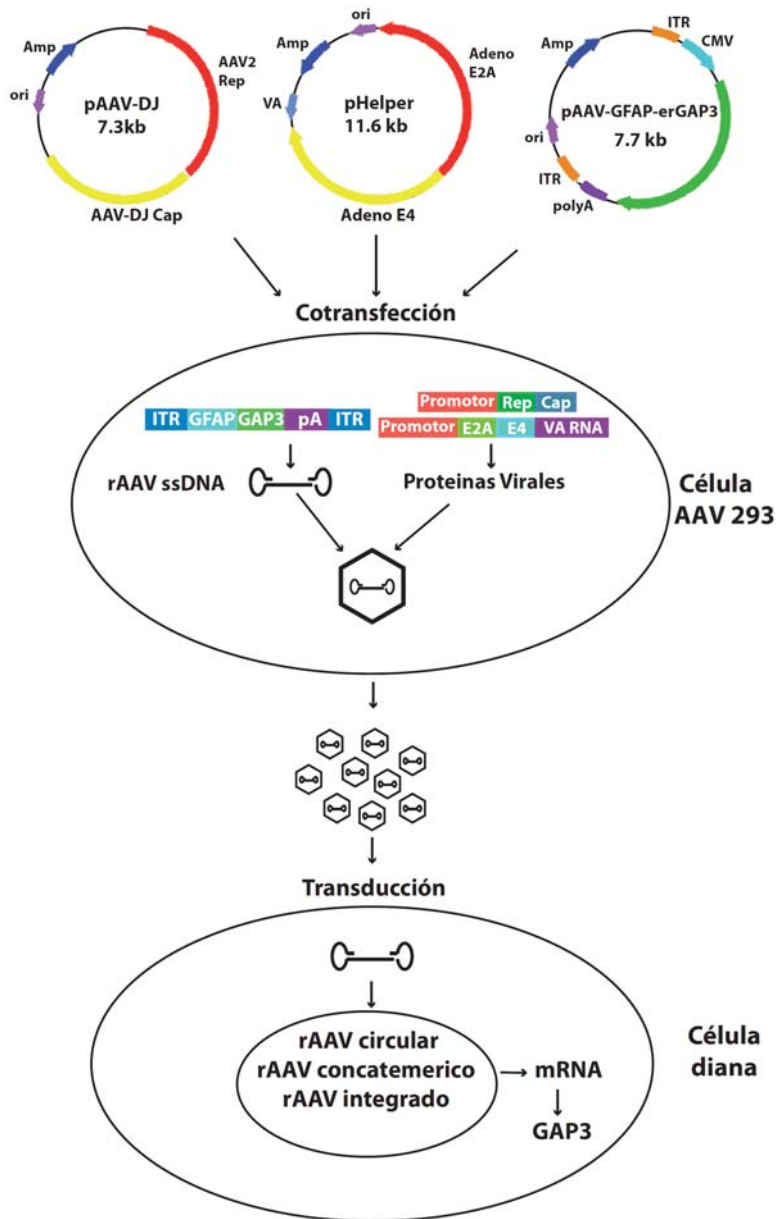 Amp
AAV2
Rep
ori
pAAV-DJ
7.3kb
AAV-DJ Cap
ori
Amp
Adeno
E2A
VA
pHelper
11.6 kb
Adeno E4
ITR
CMV
Amp
pAAV-GFAP-erGAP3
7.7 kb
ori
ITR
polyA
Cotransfección
ITR GFAP GAP3 pA ITR
Promotor Rep Cap
Promotor E2A E4 VA RNA
rAAV ssDNA
Proteinas Virales
Célula
AAV 293
Transducción
rAAV circular
rAAV concatemerico
rAAV integrado
mRNA
GAP3
Célula
diana